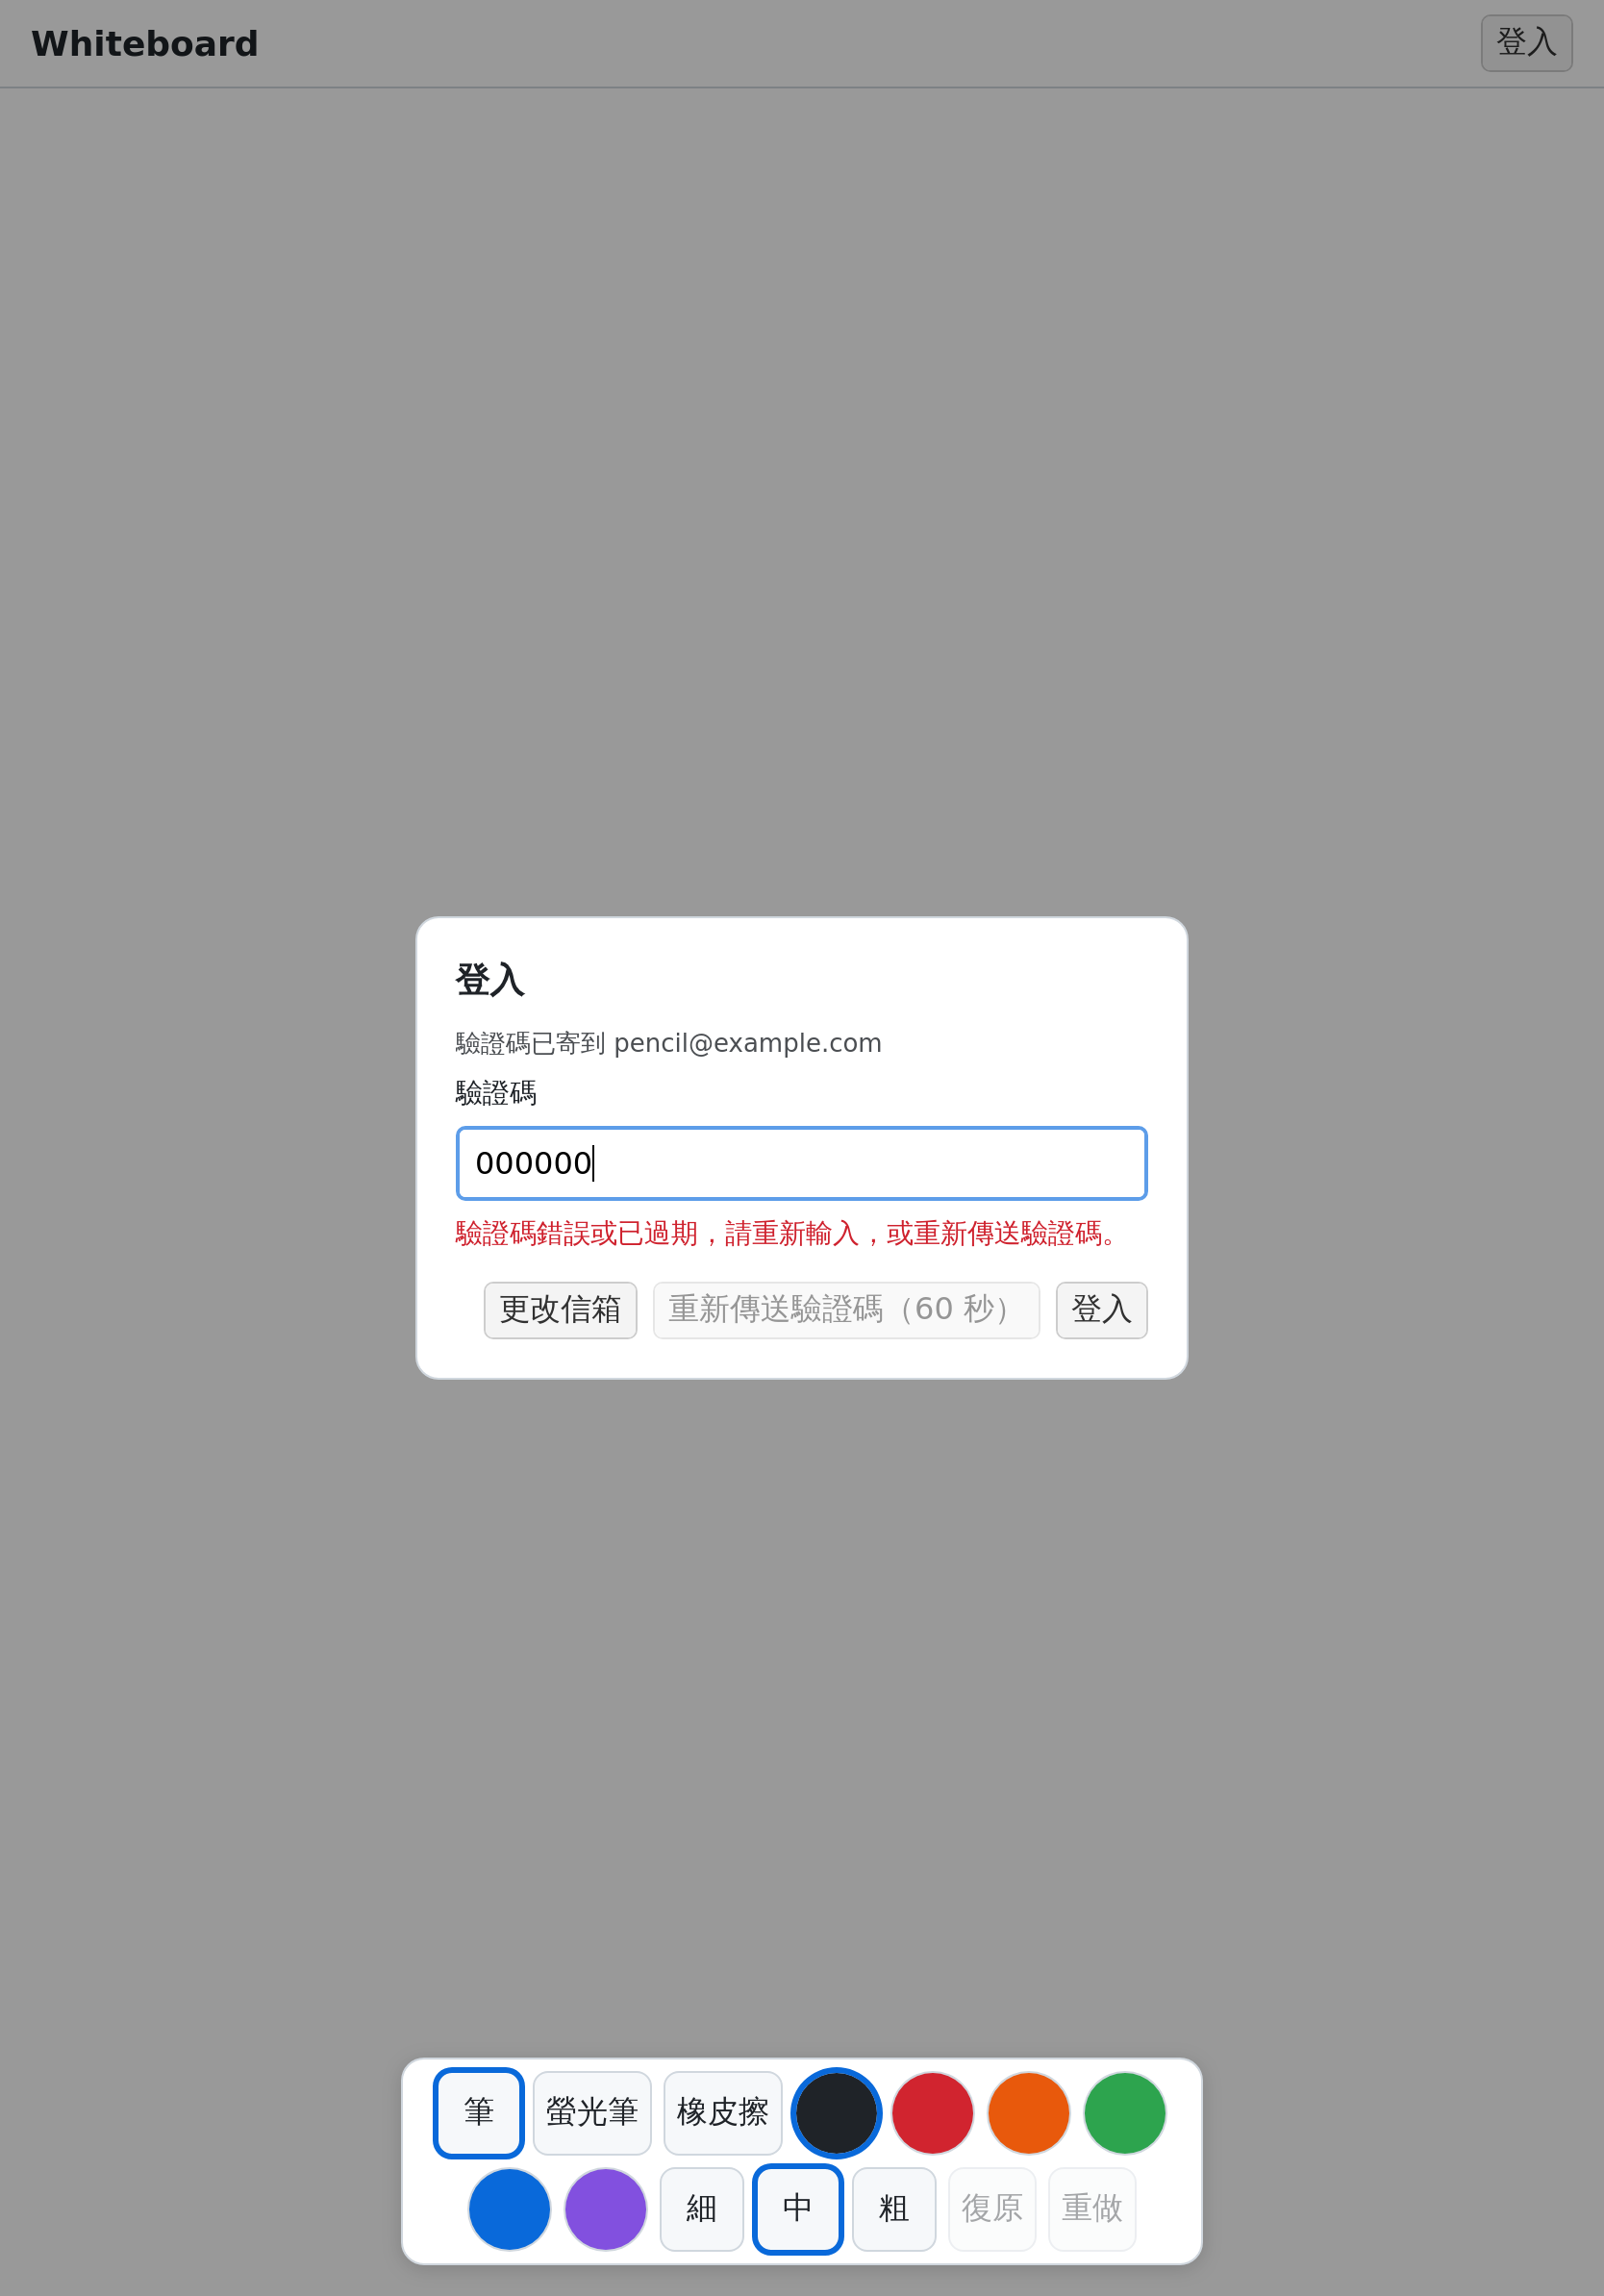 Whiteboard
登入
登入
驗證碼已寄到 pencil@example.com
驗證碼
000000
驗證碼錯誤或已過期，請重新輸入，或重新傳送驗證碼。
更改信箱 重新傳送驗證碼（60 秒） 登入
筆 螢光筆 橡皮擦
細 中 粗 復原 重做